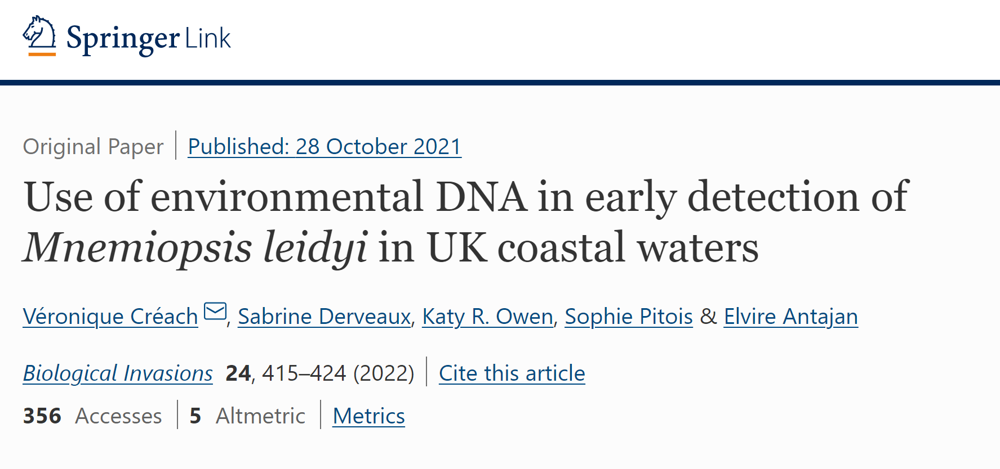 Springer Link
Original Paper Published: 28 October 2021
Use of environmental DNA in early detection of
Mnemiopsis leidyi in UK coastal waters
Véronique Créach, Sabrine Derveaux, Katy R. Owen, Sophie Pitois & Elvire Antajan
Biological Invasions 24, 415–424 (2022) Cite this article
356 Accesses 5 Altmetric Metrics